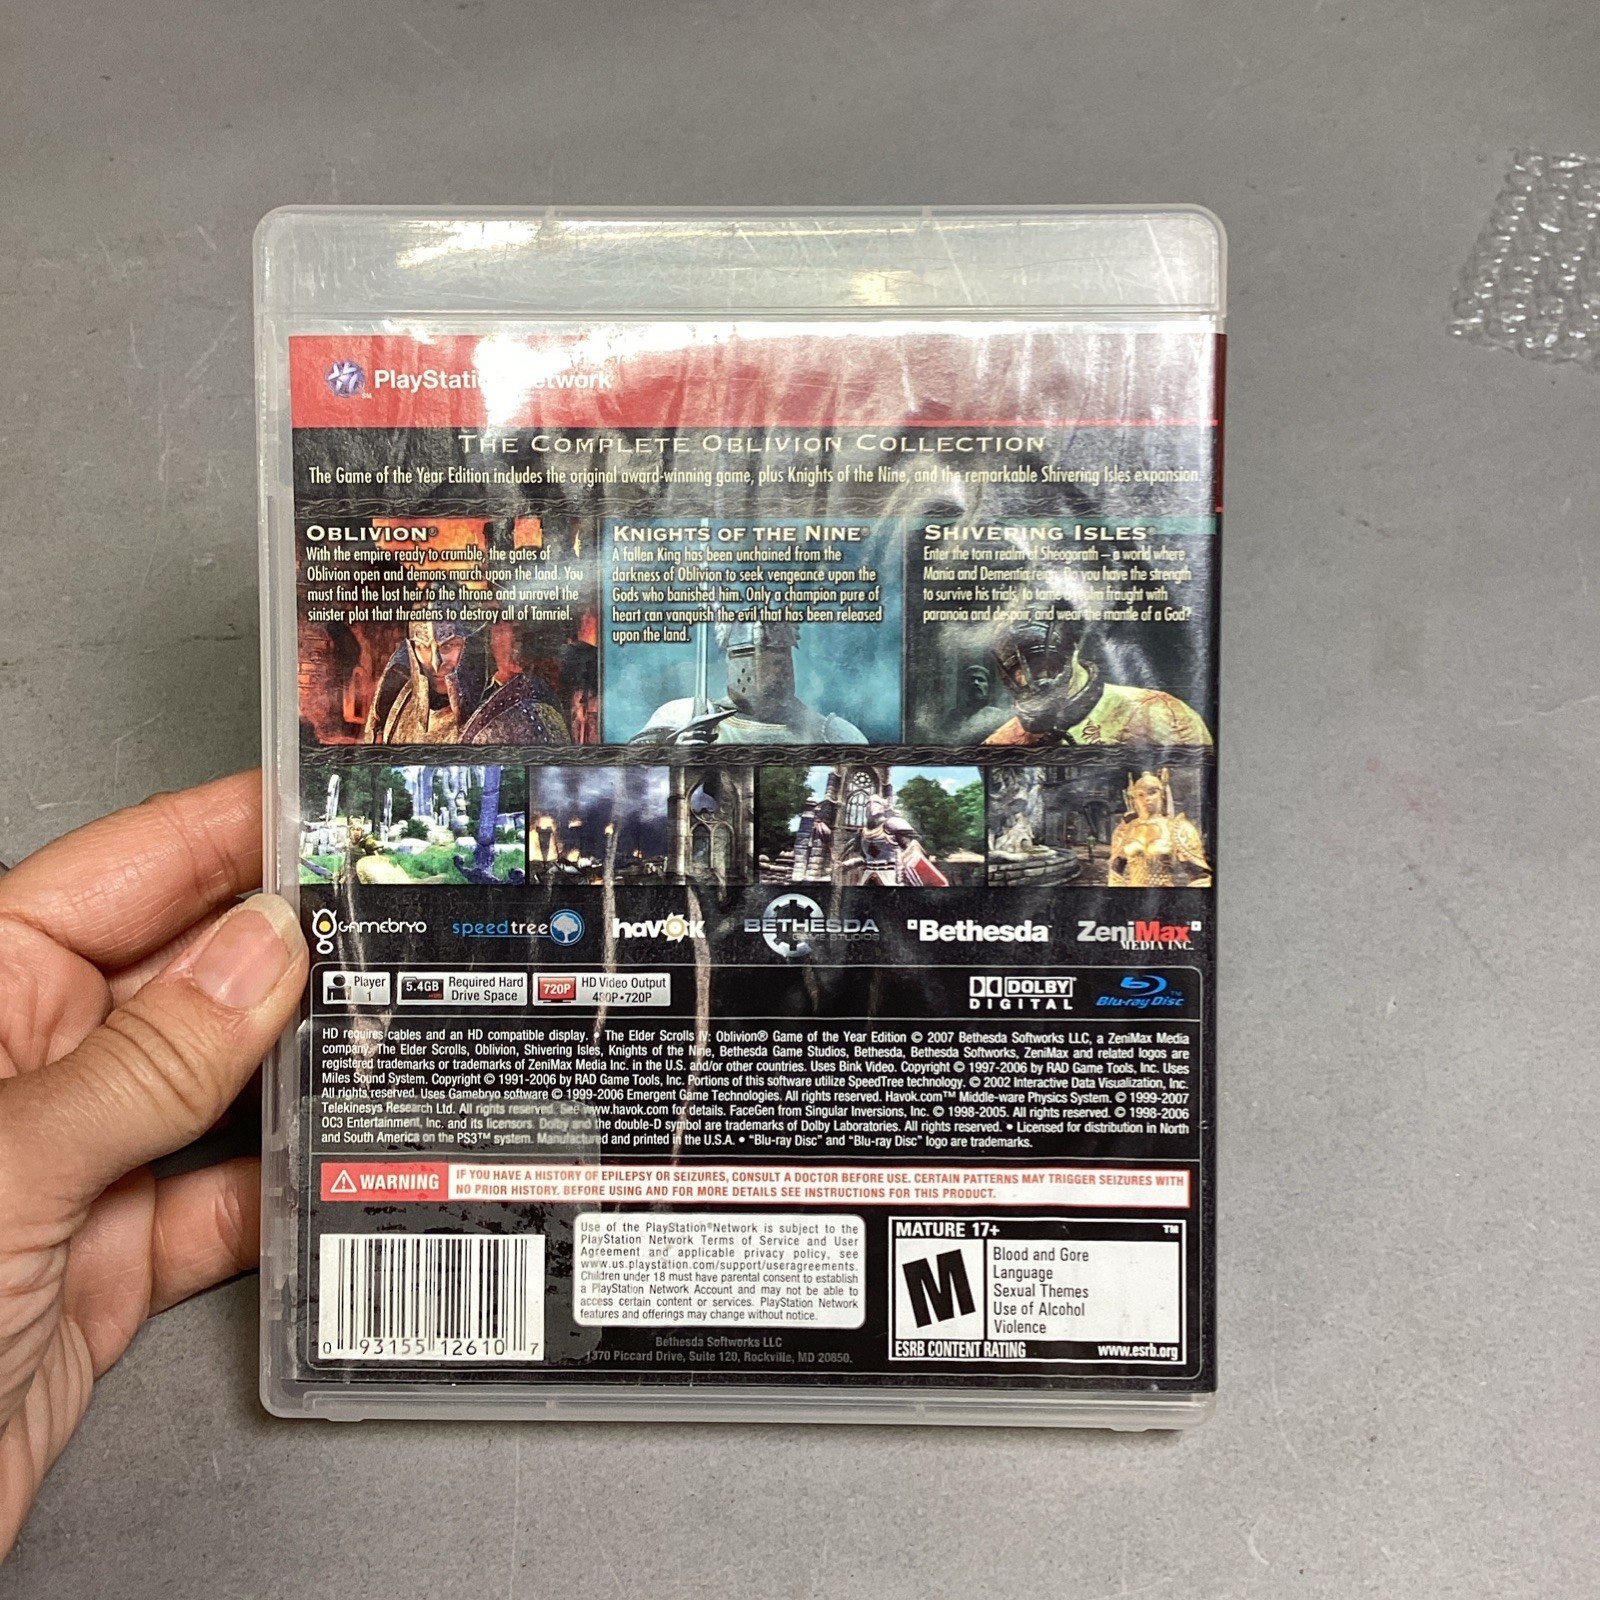 PlayStati etwork
SM
THE COMPLETE OBLIVION COLLECTION
The Game of the Year Edition includes the original award-winning game, plus Knights of the Nine, and the remarkable Shivering Isles expansion.
OBLIVION®
With the empire ready to crumble, the gates of
Oblivion open and demons march upon the land. You
must find the lost heir to the throne and unravel the
sinister plot that threatens to destroy all of Tamriel.
KNIGHTS OF THE NINE®
A fallen King has been unchained from the
darkness of Oblivion to seek vengeance upon the
Gods who banished him. Only a champion pure of
heart can vanquish the evil that has been released
upon the land.
SHIVERING ISLES®
Enter the torn realm of Sheogorath – a world where
Mania and Dementia reign. Do you have the strength
to survive his trials, to tame a realm fraught with
paranoia and despair, and wear the mantle of a God?
GAMEBRYO
speedtree
havok
BETHESDA
GAME STUDIOS
Bethesda
ZeniMax
MEDIA INC.
Player
1
5.4GB
Required Hard
Drive Space
720P
HD Video Output
480P•720P
DOLBY
DIGITAL
Blu-ray Disc
HD requires cables and an HD compatible display. • The Elder Scrolls IV: Oblivion® Game of the Year Edition © 2007 Bethesda Softworks LLC, a ZeniMax Media
company. The Elder Scrolls, Oblivion, Shivering Isles, Knights of the Nine, Bethesda Game Studios, Bethesda, Bethesda Softworks, ZeniMax and related logos are
registered trademarks or trademarks of ZeniMax Media Inc. in the U.S. and/or other countries. Uses Bink Video. Copyright © 1997-2006 by RAD Game Tools, Inc. Uses
Miles Sound System. Copyright © 1991-2006 by RAD Game Tools, Inc. Portions of this software utilize SpeedTree technology. © 2002 Interactive Data Visualization, Inc.
All rights reserved. Uses Gamebryo software © 1999-2006 Emergent Game Technologies. All rights reserved. Havok.com™ Middle-ware Physics System. © 1999-2007
Telekinesys Research Ltd. All rights reserved. See www.havok.com for details. FaceGen from Singular Inversions, Inc. © 1998-2005. All rights reserved. © 1998-2006
OC3 Entertainment, Inc. and its licensors. Dolby and the double-D symbol are trademarks of Dolby Laboratories. All rights reserved. • Licensed for distribution in North
and South America on the PS3™ system. Manufactured and printed in the U.S.A. • "Blu-ray Disc" and "Blu-ray Disc" logo are trademarks.
WARNING
IF YOU HAVE A HISTORY OF EPILEPSY OR SEIZURES, CONSULT A DOCTOR BEFORE USE. CERTAIN PATTERNS MAY TRIGGER SEIZURES WITH
NO PRIOR HISTORY. BEFORE USING AND FOR MORE DETAILS SEE INSTRUCTIONS FOR THIS PRODUCT.
0 93155 12610 7
Use of the PlayStation®Network is subject to the
PlayStation Network Terms of Service and User
Agreement and applicable privacy policy, see
www.us.playstation.com/support/useragreements.
Children under 18 must have parental consent to establish
a PlayStation Network Account and may not be able to
access certain content or services. PlayStation Network
features and offerings may change without notice.
Bethesda Softworks LLC
1370 Piccard Drive, Suite 120, Rockville, MD 20850.
MATURE 17+
TM
M
Blood and Gore
Language
Sexual Themes
Use of Alcohol
Violence
ESRB CONTENT RATING
www.esrb.org